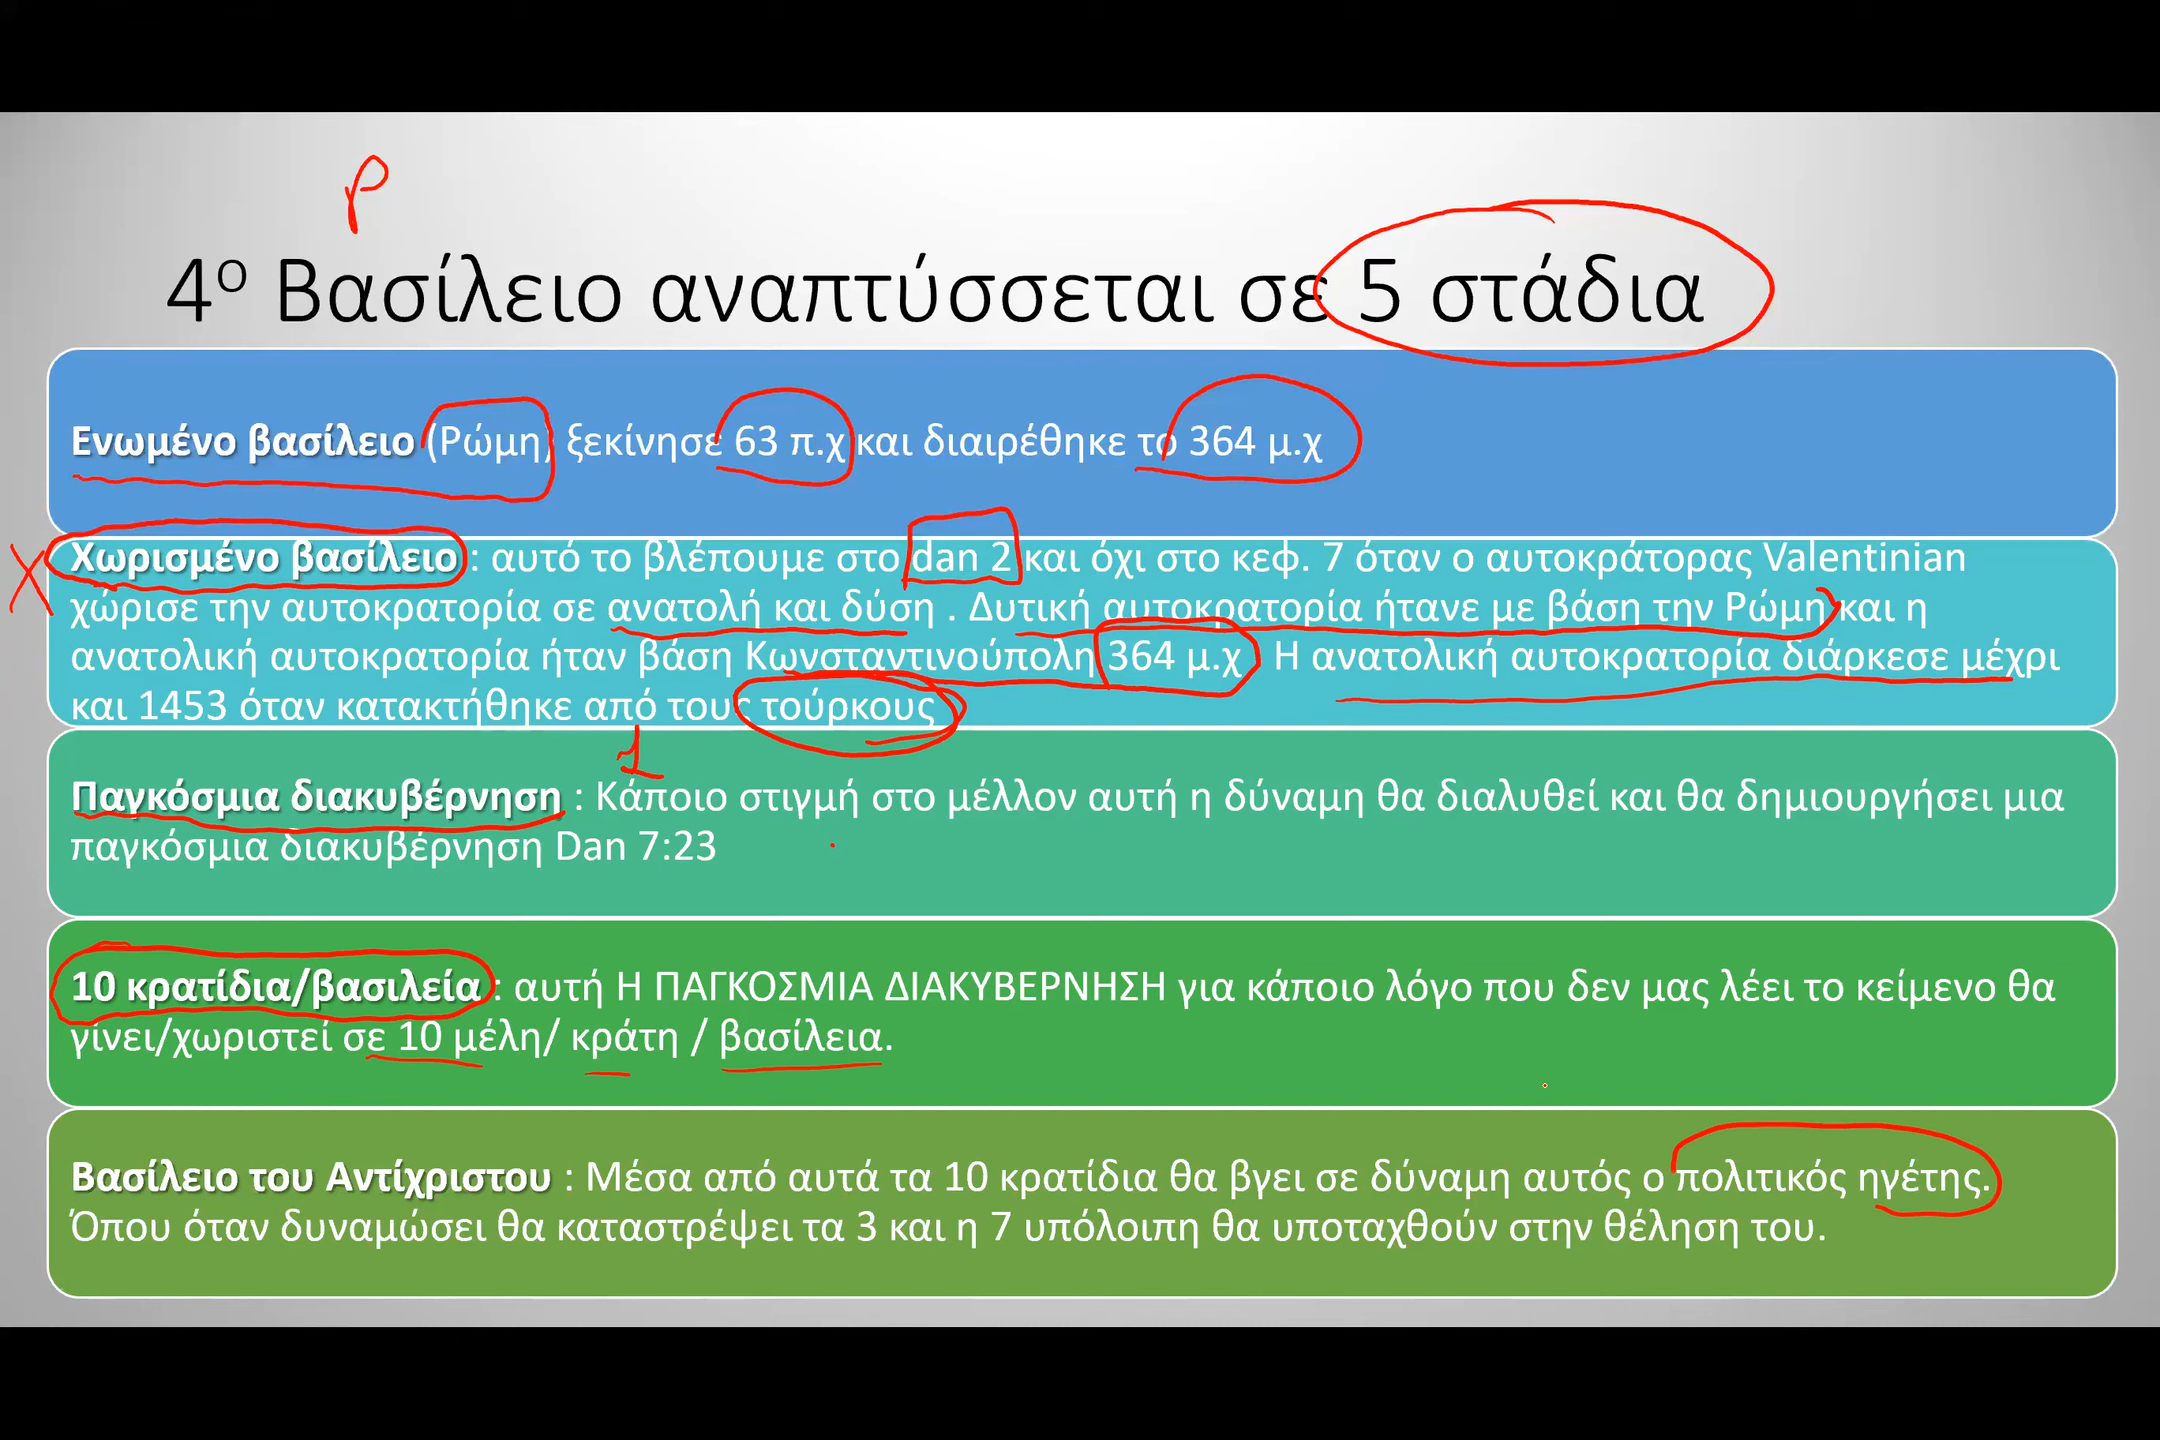 ρ
4ο Βασίλειο αναπτύσσεται σε 5 στάδια
Ενωμένο βασίλειο (Ρώμη) ξεκίνησε 63 π.χ και διαιρέθηκε το 364 μ.χ
Χ
Χωρισμένο βασίλειο : αυτό το βλέπουμε στο dan 2 και όχι στο κεφ. 7 όταν ο αυτοκράτορας Valentinian
χώρισε την αυτοκρατορία σε ανατολή και δύση . Δυτική αυτοκρατορία ήτανε με βάση την Ρώμη και η
ανατολική αυτοκρατορία ήταν βάση Κωνσταντινούπολη 364 μ.χ Η ανατολική αυτοκρατορία διάρκεσε μέχρι
και 1453 όταν κατακτήθηκε από τους τούρκους
1
Παγκόσμια διακυβέρνηση : Κάποιο στιγμή στο μέλλον αυτή η δύναμη θα διαλυθεί και θα δημιουργήσει μια
παγκόσμια διακυβέρνηση Dan 7:23
10 κρατίδια/βασιλεία : αυτή Η ΠΑΓΚΟΣΜΙΑ ΔΙΑΚΥΒΕΡΝΗΣΗ για κάποιο λόγο που δεν μας λέει το κείμενο θα
γίνει/χωριστεί σε 10 μέλη/ κράτη / βασίλεια.
Βασίλειο του Αντίχριστου : Μέσα από αυτά τα 10 κρατίδια θα βγει σε δύναμη αυτός ο πολιτικός ηγέτης.
Όπου όταν δυναμώσει θα καταστρέψει τα 3 και η 7 υπόλοιπη θα υποταχθούν στην θέληση του.